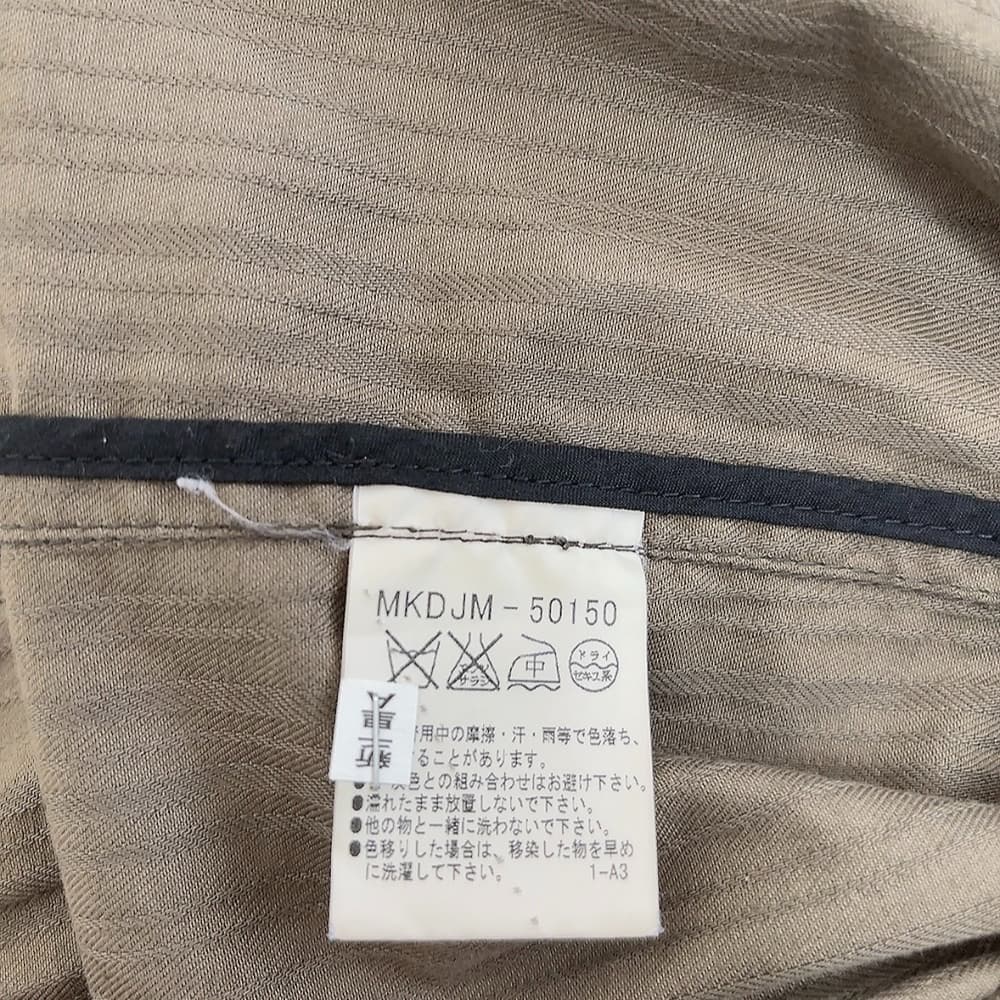 MKDJM-50150
中
ドライ
セキユ系
用中の摩擦・汗・雨等で色落ち、
ることがあります。
色との組み合わせはお避け下さい。
●濡れたまま放置しないで下さい。
●他の物と一緒に洗わないで下さい。
●色移りした場合は、移染した物を早め
に洗濯して下さい。 1-A3